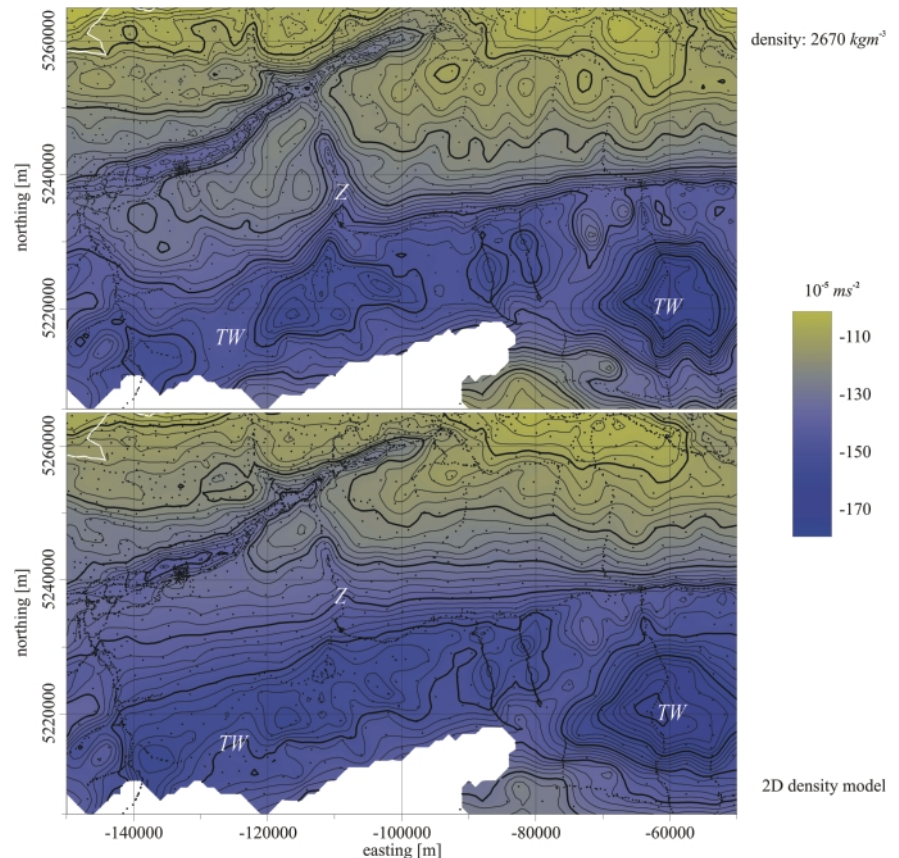 density: 2670 kgm⁻³
5260000
5240000
5220000
northing [m]
Z
TW
TW
10⁻⁵ ms⁻²
-110
-130
-150
-170
5260000
5240000
5220000
northing [m]
Z
TW
TW
2D density model
-140000
-120000
-100000
-80000
-60000
easting [m]